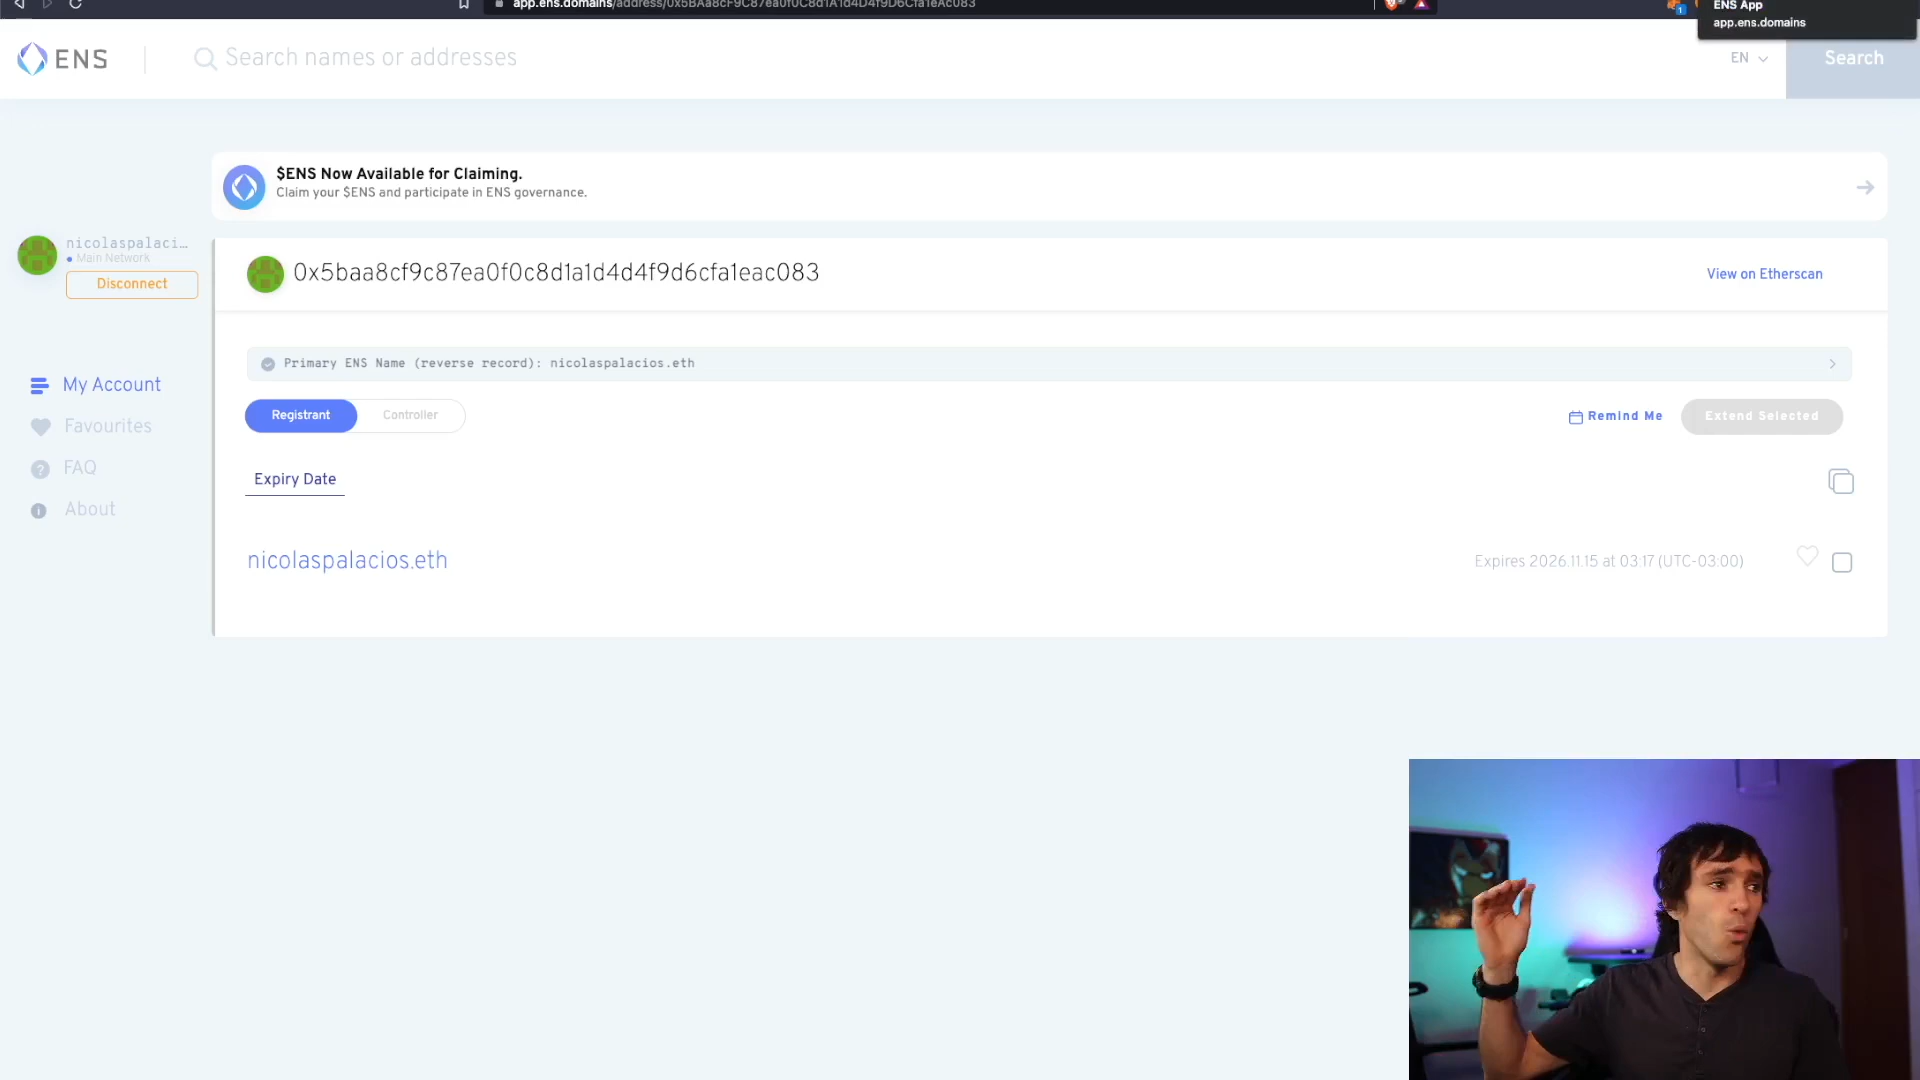 app.ens.domains/address/0x5BAa8cF9C87ea0f0C8d1A1d4D4f9D6Cfa1eAc083
ENS App
app.ens.domains
ENS
Search names or addresses
EN
Search
$ENS Now Available for Claiming.
Claim your $ENS and participate in ENS governance.
nicolaspalaci...
Main Network
Disconnect
0x5baa8cf9c87ea0f0c8d1a1d4d4f9d6cfa1eac083
View on Etherscan
Primary ENS Name (reverse record): nicolaspalacios.eth
My Account
Favourites
FAQ
About
Registrant
Controller
Remind Me
Extend Selected
Expiry Date
nicolaspalacios.eth
Expires 2026.11.15 at 03:17 (UTC-03:00)